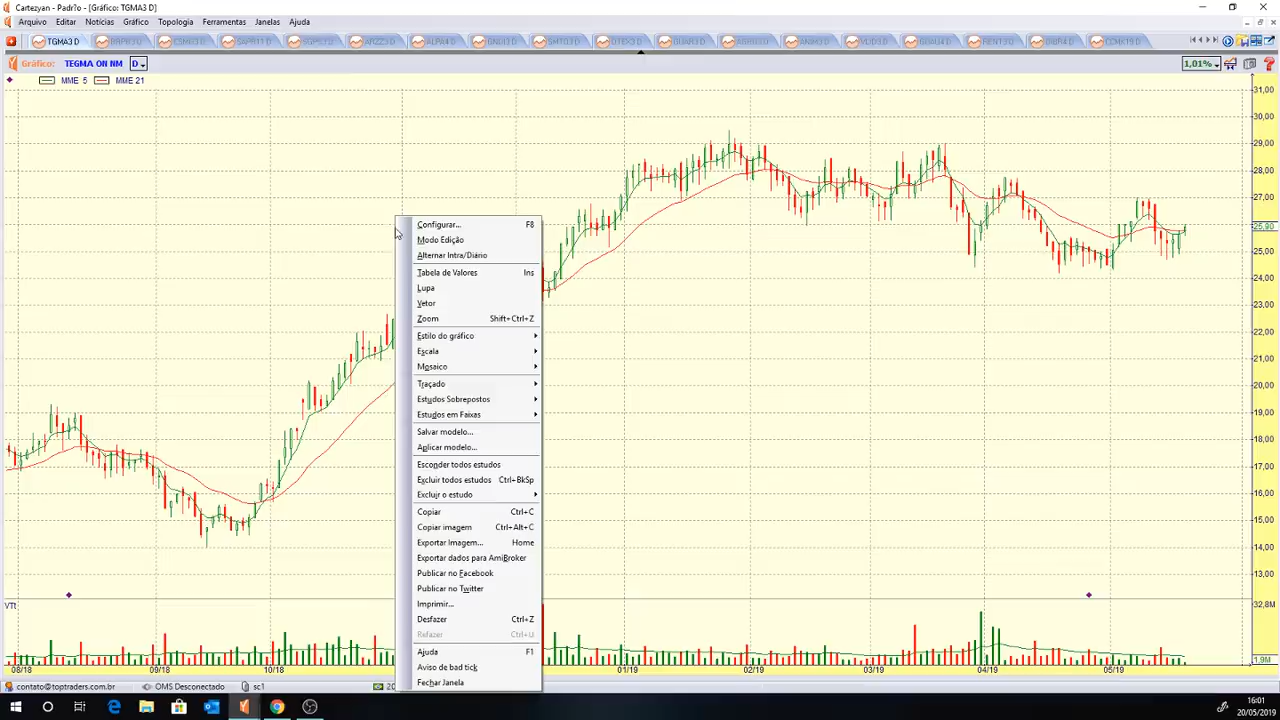 Cartezyan - Padr?o - [Gráfico: TGMA3 D]
Arquivo Editar Notícias Gráfico Topologia Ferramentas Janelas Ajuda
TGMA3 D
Gráfico: TEGMA ON NM D 1,01%
MME 5 MME 21
31,00
30,00
29,00
28,00
27,00
25,90
25,00
24,00
23,00
22,00
21,00
20,00
19,00
18,00
17,00
16,00
15,00
14,00
13,00
Configurar... F8
Modo Edição
Alternar Intra/Diário
Tabela de Valores Ins
Lupa
Vetor
Zoom Shift+Ctrl+Z
Estilo do gráfico
Escala
Mosaico
Traçado
Estudos Sobrepostos
Estudos em Faixas
Salvar modelo...
Aplicar modelo...
Esconder todos estudos
Excluir todos estudos Ctrl+BkSp
Excluir o estudo
Copiar Ctrl+C
Copiar imagem Ctrl+Alt+C
Exportar Imagem... Home
Exportar dados para AmiBroker
Publicar no Facebook
Publicar no Twitter
Imprimir...
Desfazer Ctrl+Z
Refazer Ctrl+U
Ajuda F1
Aviso de bad tick
Fechar Janela
VTt
32,8M
1,9M
08/18 09/18 10/18 01/19 02/19 03/19 04/19 05/19
contato@toptraders.com.br OMS Desconectado sc1
16:01
20/05/2019